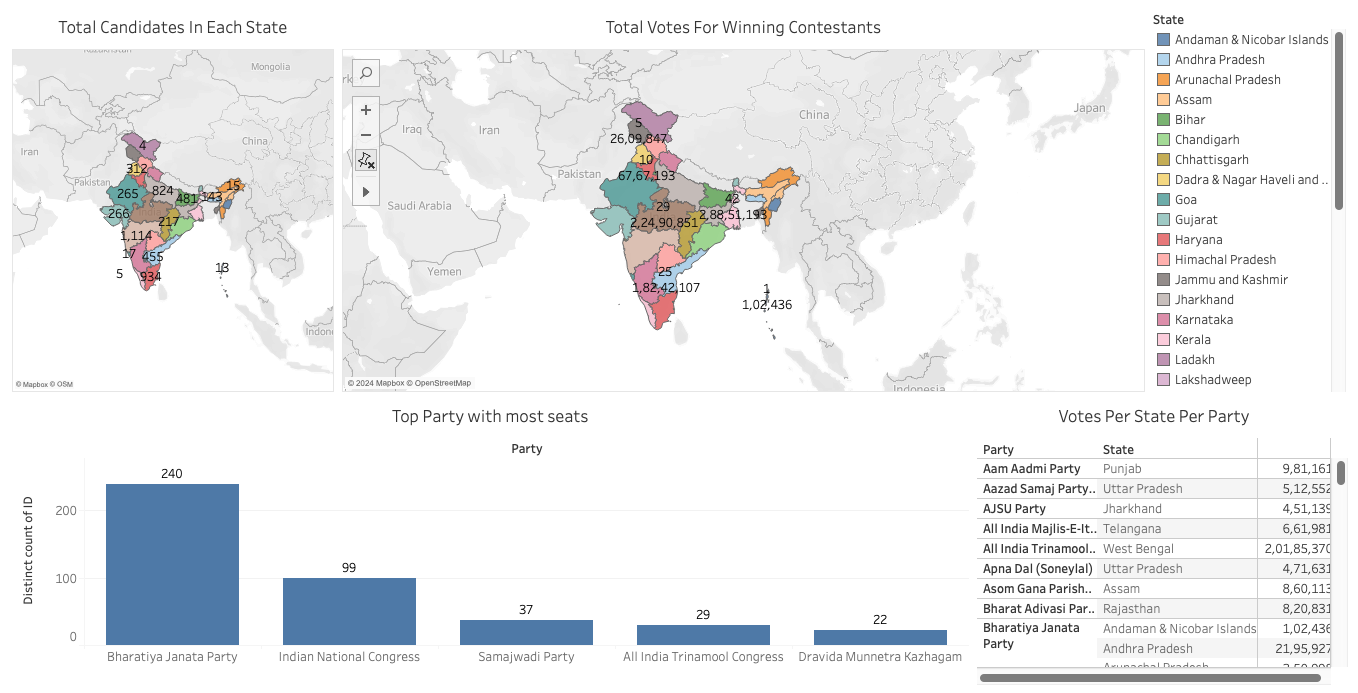 Total Candidates In Each State
Total Votes For Winning Contestants
State
Kazakhstan
Mongolia
China
Iran
Pakistan
4
312
824
15
265
481
143
266
217
1,114
17
455
5
934
13
Indon
© Mapbox © OSM
Iraq
Iran
China
Japan
Pakistan
Saudi Arabia
Yemen
Indonesia
5
26,09,847
10
67,67,193
42
29
2,88,51,193
2,24,90,851
25
1,82,42,107
1
1,02,436
© 2024 Mapbox © OpenStreetMap
Andaman & Nicobar Islands
Andhra Pradesh
Arunachal Pradesh
Assam
Bihar
Chandigarh
Chhattisgarh
Dadra & Nagar Haveli and ..
Goa
Gujarat
Haryana
Himachal Pradesh
Jammu and Kashmir
Jharkhand
Karnataka
Kerala
Ladakh
Lakshadweep
Top Party with most seats
Party
Distinct count of ID
200
100
0
240
99
37
29
22
Bharatiya Janata Party
Indian National Congress
Samajwadi Party
All India Trinamool Congress
Dravida Munnetra Kazhagam
Votes Per State Per Party
Party State
Aam Aadmi Party Punjab 9,81,161
Aazad Samaj Party.. Uttar Pradesh 5,12,552
AJSU Party Jharkhand 4,51,139
All India Majlis-E-It.. Telangana 6,61,981
All India Trinamool.. West Bengal 2,01,85,370
Apna Dal (Soneylal) Uttar Pradesh 4,71,631
Asom Gana Parish.. Assam 8,60,113
Bharat Adivasi Par.. Rajasthan 8,20,831
Bharatiya Janata Andaman & Nicobar Islands 1,02,436
Party Andhra Pradesh 21,95,927
Arunachal Pradesh